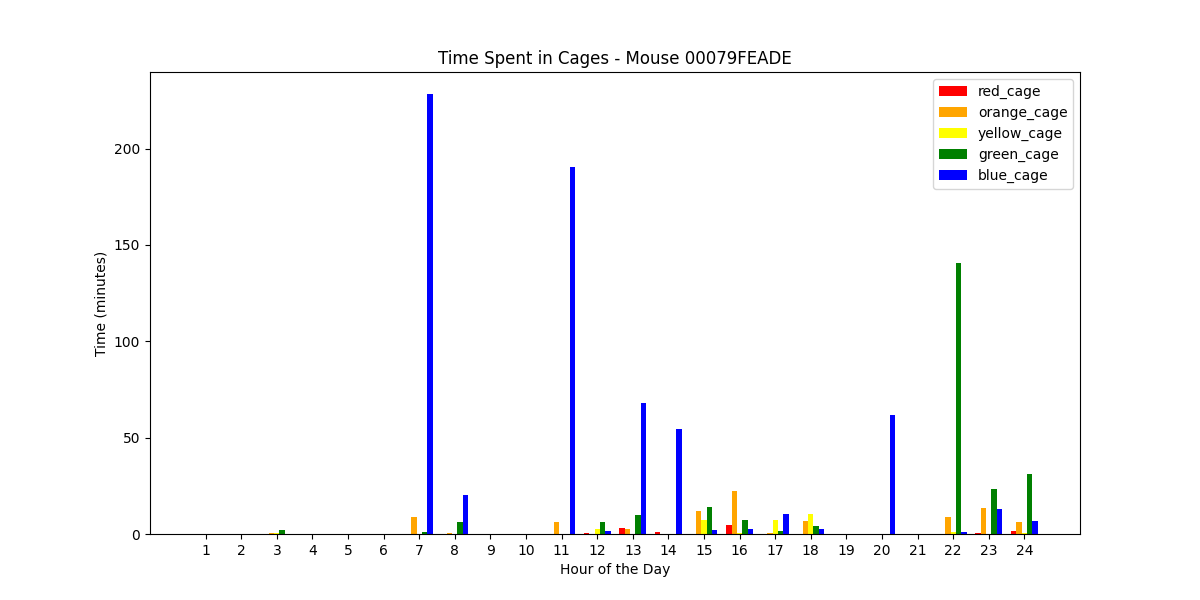 Time Spent in Cages - Mouse 00079FEADE
red_cage
orange_cage
yellow_cage
green_cage
blue_cage
200
150
100
50
0
Time (minutes)
1 2 3 4 5 6 7 8 9 10 11 12 13 14 15 16 17 18 19 20 21 22 23 24
Hour of the Day